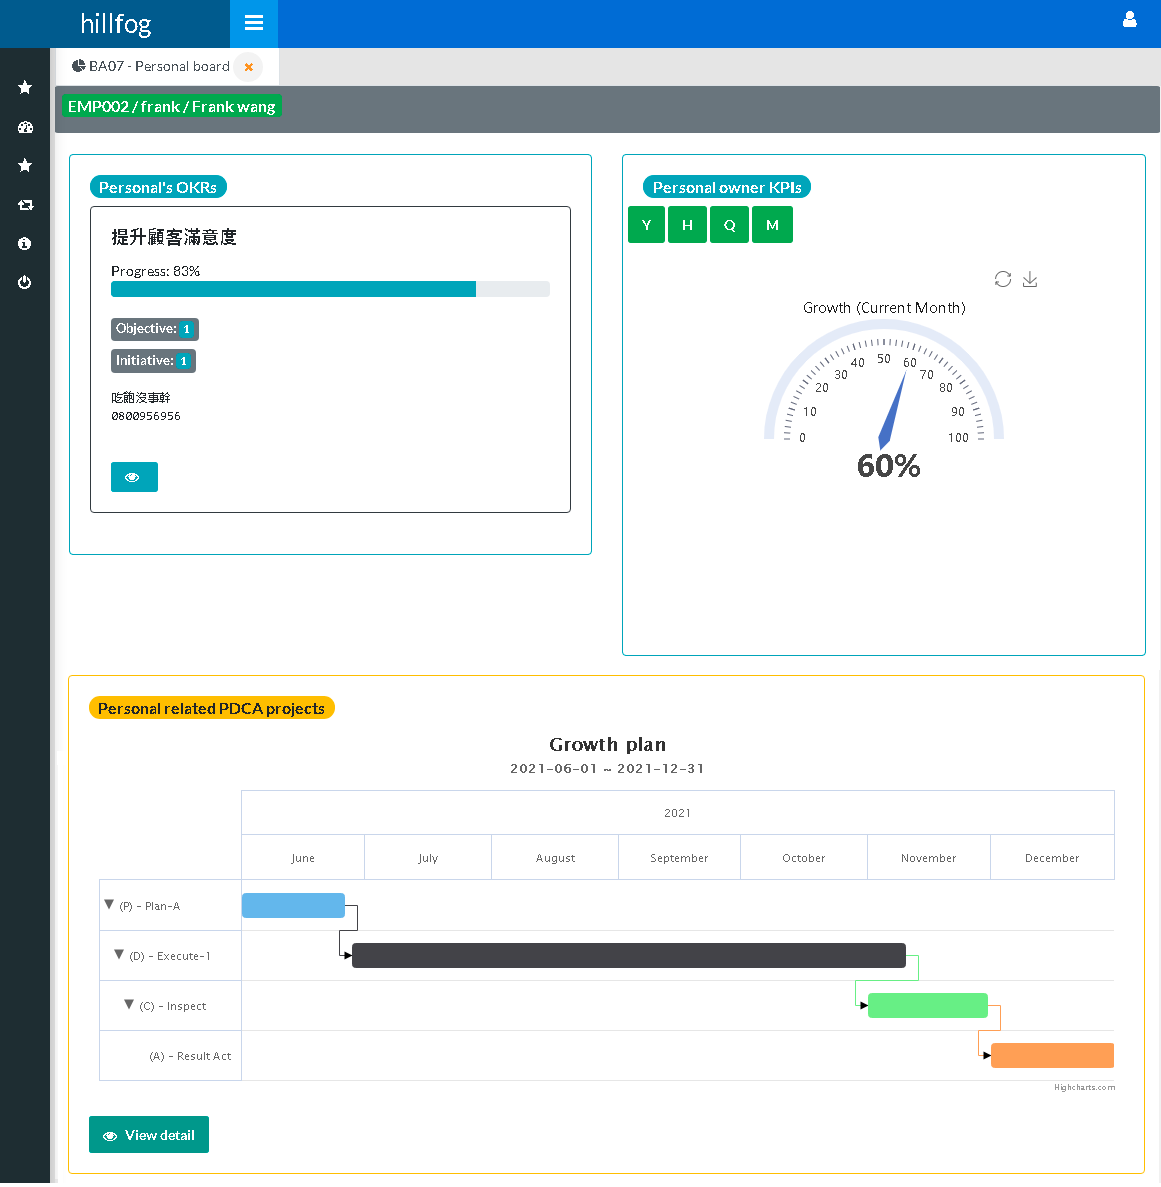 hillfog
BA07 - Personal board
EMP002 / frank / Frank wang
Personal's OKRs
提升顧客滿意度
Progress: 83%
Objective: 1
Initiative: 1
吃飽沒事幹
0800956956
Personal owner KPIs
Y H Q M
Growth (Current Month)
0 10 20 30 40 50 60 70 80 90 100
60%
Personal related PDCA projects
Growth plan
2021-06-01 ~ 2021-12-31
2021
June July August September October November December
(P) - Plan-A
(D) - Execute-1
(C) - Inspect
(A) - Result Act
Highcharts.com
View detail